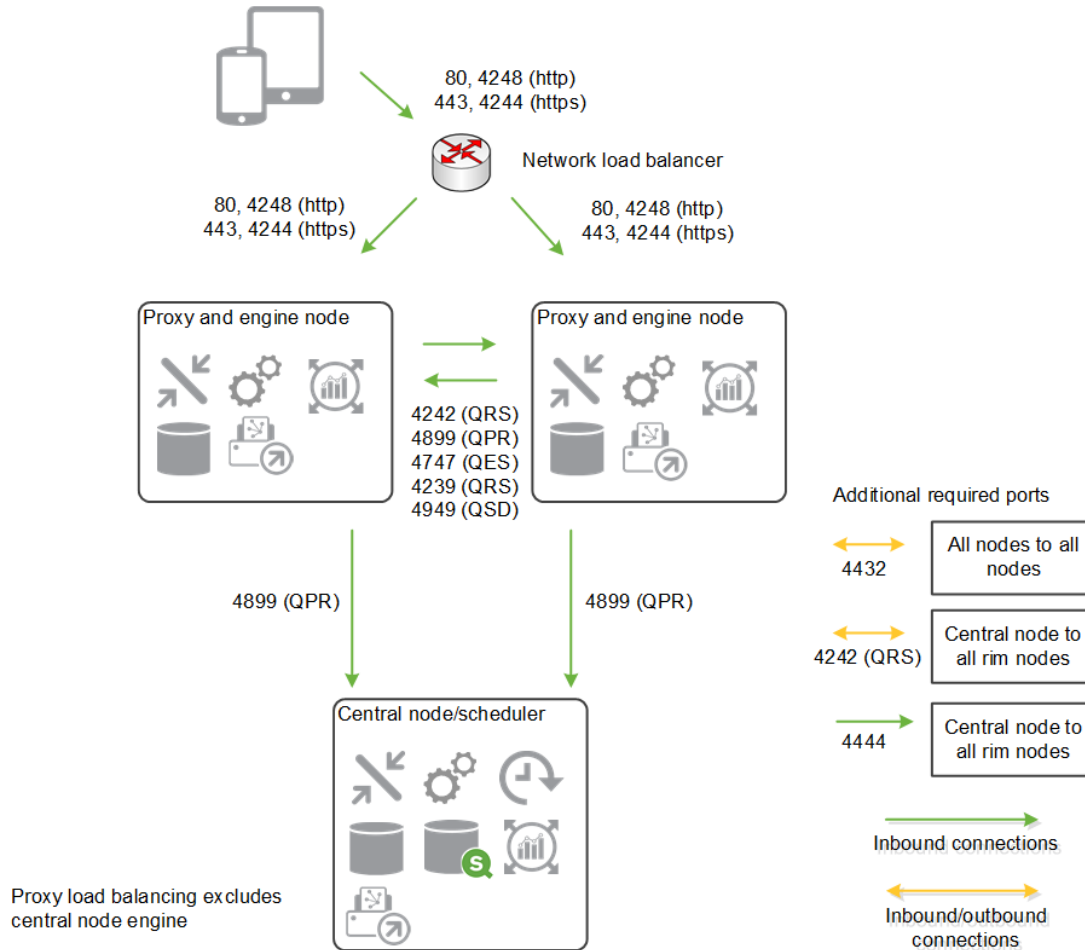 80, 4248 (http)
443, 4244 (https)
Network load balancer
80, 4248 (http)
443, 4244 (https)
80, 4248 (http)
443, 4244 (https)
Proxy and engine node
Proxy and engine node
4242 (QRS)
4899 (QPR)
4747 (QES)
4239 (QRS)
4949 (QSD)
4899 (QPR)
4899 (QPR)
Central node/scheduler
S
Proxy load balancing excludes
central node engine
Additional required ports
4432
All nodes to all
nodes
4242 (QRS)
Central node to
all rim nodes
4444
Central node to
all rim nodes
Inbound connections
Inbound/outbound
connections